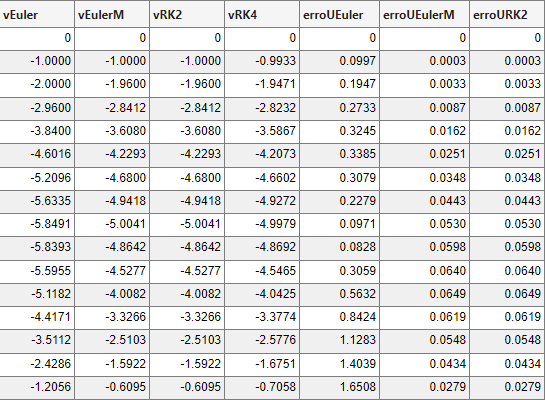 vEuler vEulerM vRK2 vRK4 erroUEuler erroUEulerM erroURK2
0 0 0 0 0 0 0
-1.0000 -1.0000 -1.0000 -0.9933 0.0997 0.0003 0.0003
-2.0000 -1.9600 -1.9600 -1.9471 0.1947 0.0033 0.0033
-2.9600 -2.8412 -2.8412 -2.8232 0.2733 0.0087 0.0087
-3.8400 -3.6080 -3.6080 -3.5867 0.3245 0.0162 0.0162
-4.6016 -4.2293 -4.2293 -4.2073 0.3385 0.0251 0.0251
-5.2096 -4.6800 -4.6800 -4.6602 0.3079 0.0348 0.0348
-5.6335 -4.9418 -4.9418 -4.9272 0.2279 0.0443 0.0443
-5.8491 -5.0041 -5.0041 -4.9979 0.0971 0.0530 0.0530
-5.8393 -4.8642 -4.8642 -4.8692 0.0828 0.0598 0.0598
-5.5955 -4.5277 -4.5277 -4.5465 0.3059 0.0640 0.0640
-5.1182 -4.0082 -4.0082 -4.0425 0.5632 0.0649 0.0649
-4.4171 -3.3266 -3.3266 -3.3774 0.8424 0.0619 0.0619
-3.5112 -2.5103 -2.5103 -2.5776 1.1283 0.0548 0.0548
-2.4286 -1.5922 -1.5922 -1.6751 1.4039 0.0434 0.0434
-1.2056 -0.6095 -0.6095 -0.7058 1.6508 0.0279 0.0279